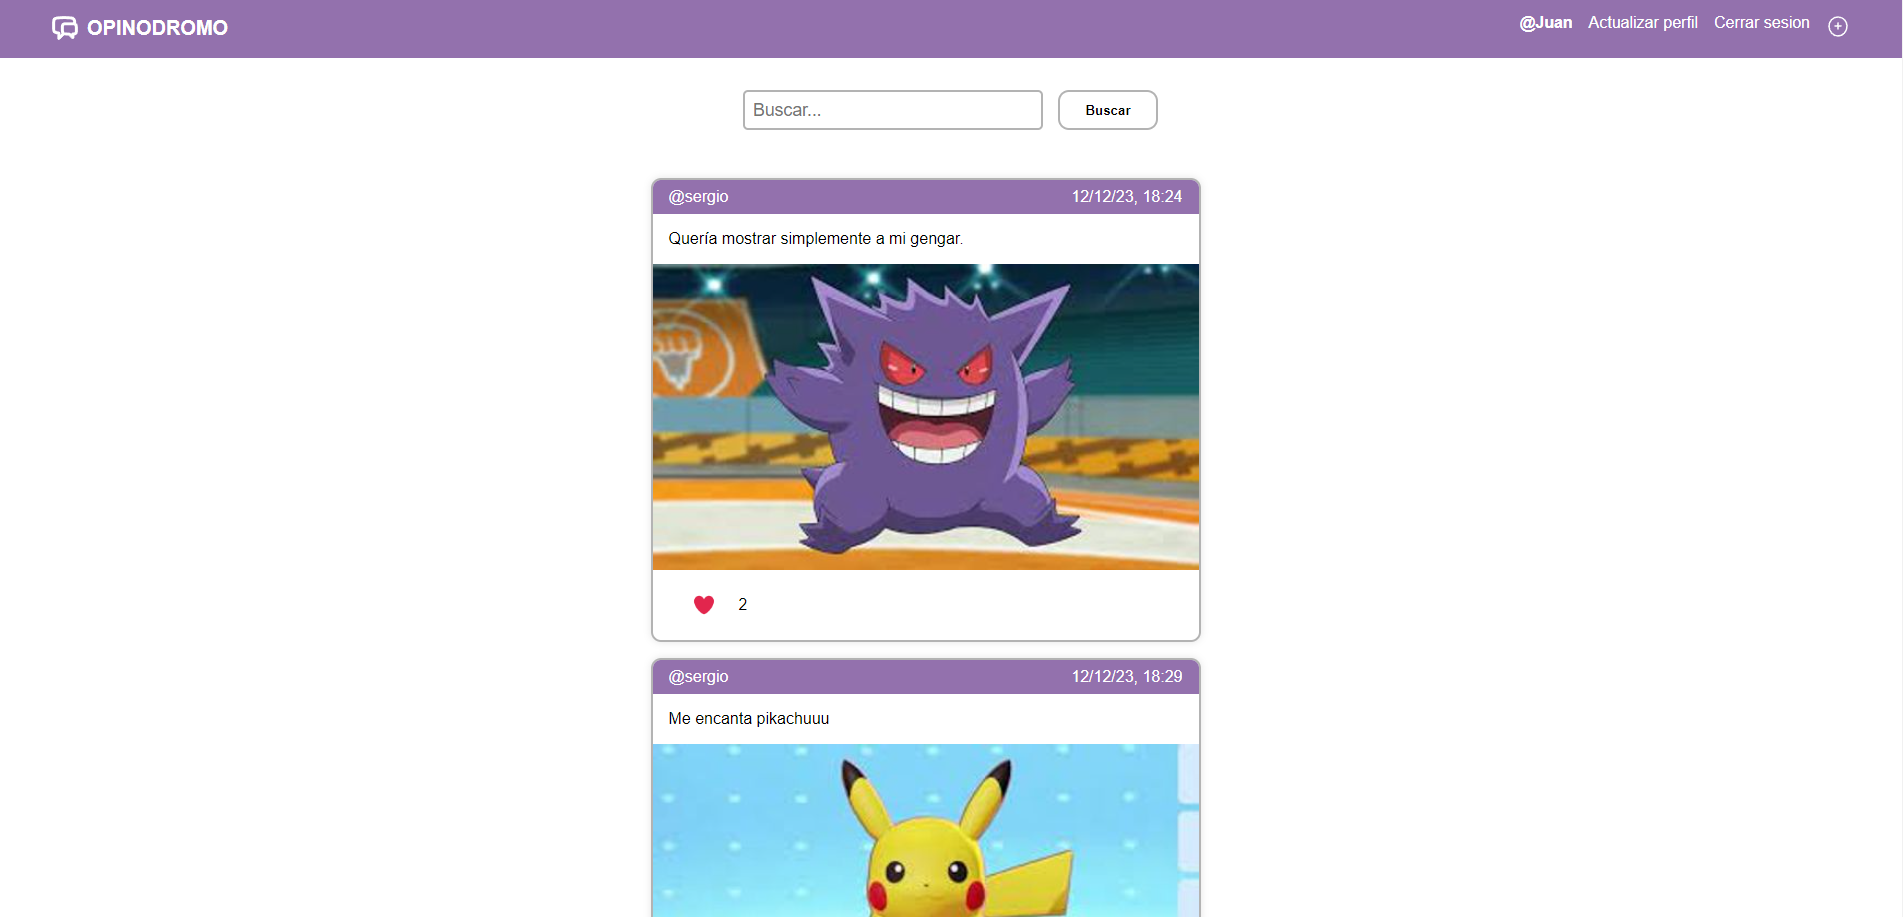 OPINODROMO
@Juan Actualizar perfil Cerrar sesion
Buscar... Buscar
@sergio 12/12/23, 18:24
Quería mostrar simplemente a mi gengar.
2
@sergio 12/12/23, 18:29
Me encanta pikachuuu